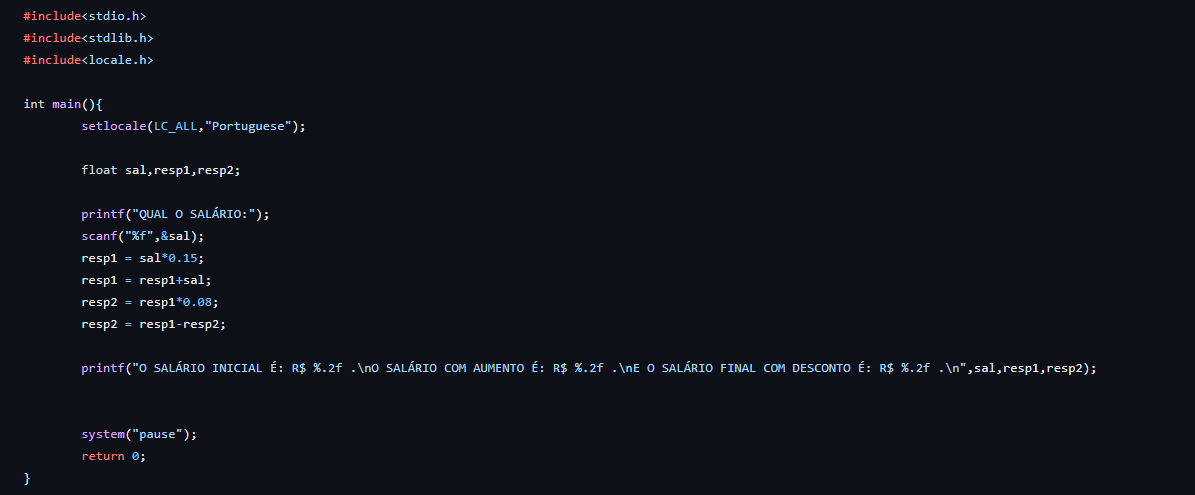 #include<stdio.h>
#include<stdlib.h>
#include<locale.h>
int main(){
setlocale(LC_ALL,"Portuguese");
float sal,resp1,resp2;
printf("QUAL O SALÁRIO:");
scanf("%f",&sal);
resp1 = sal*0.15;
resp1 = resp1+sal;
resp2 = resp1*0.08;
resp2 = resp1-resp2;
printf("O SALÁRIO INICIAL É: R$ %.2f .\nO SALÁRIO COM AUMENTO É: R$ %.2f .\nE O SALÁRIO FINAL COM DESCONTO É: R$ %.2f .\n",sal,resp1,resp2);
system("pause");
return 0;
}